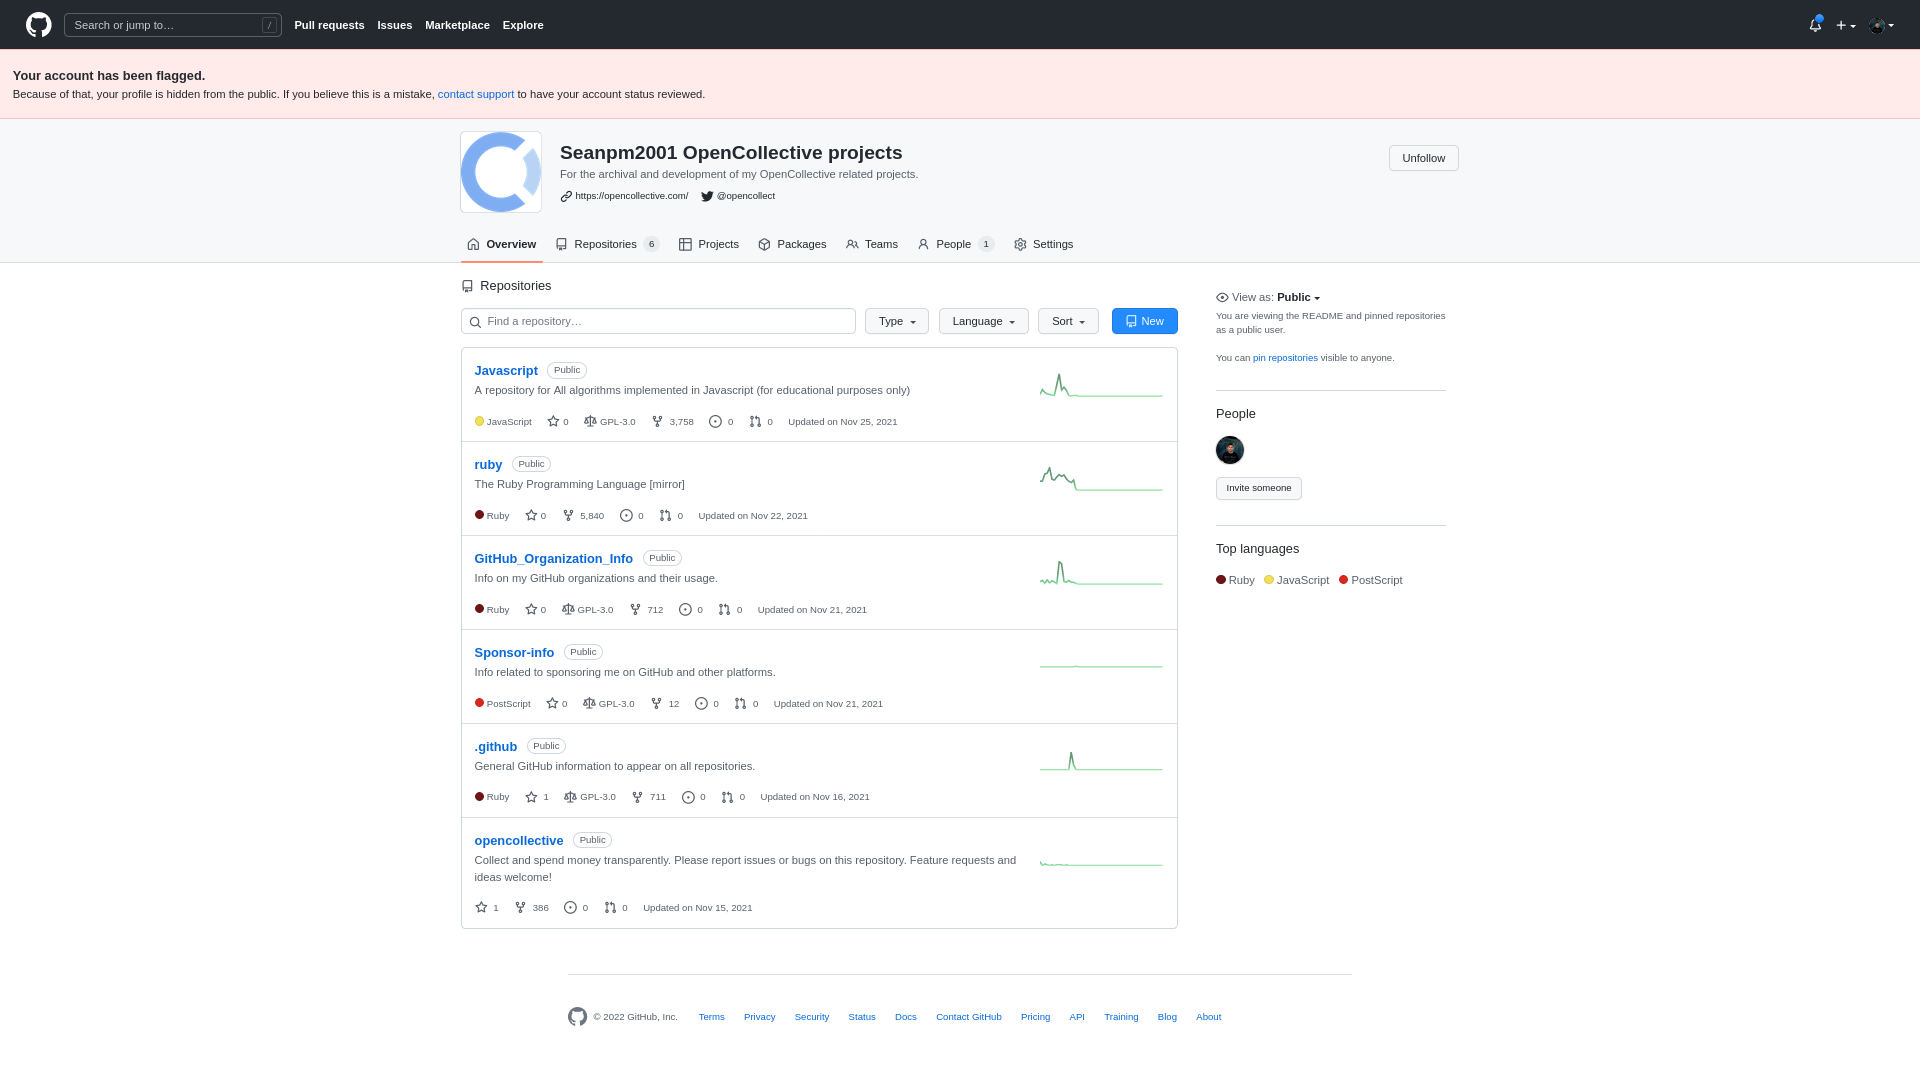 Search or jump to…
/
Pull requests
Issues
Marketplace
Explore
Your account has been flagged.
Because of that, your profile is hidden from the public. If you believe this is a mistake, contact support to have your account status reviewed.
Seanpm2001 OpenCollective projects
For the archival and development of my OpenCollective related projects.
https://opencollective.com/ @opencollect
Unfollow
Overview
Repositories 6
Projects
Packages
Teams
People 1
Settings
Repositories
Find a repository…
Type
Language
Sort
New
Javascript Public
A repository for All algorithms implemented in Javascript (for educational purposes only)
JavaScript 0 GPL-3.0 3,758 0 0 Updated on Nov 25, 2021
ruby Public
The Ruby Programming Language [mirror]
Ruby 0 5,840 0 0 Updated on Nov 22, 2021
GitHub_Organization_Info Public
Info on my GitHub organizations and their usage.
Ruby 0 GPL-3.0 712 0 0 Updated on Nov 21, 2021
Sponsor-info Public
Info related to sponsoring me on GitHub and other platforms.
PostScript 0 GPL-3.0 12 0 0 Updated on Nov 21, 2021
.github Public
General GitHub information to appear on all repositories.
Ruby 1 GPL-3.0 711 0 0 Updated on Nov 16, 2021
opencollective Public
Collect and spend money transparently. Please report issues or bugs on this repository. Feature requests and
ideas welcome!
1 386 0 0 Updated on Nov 15, 2021
View as: Public
You are viewing the README and pinned repositories
as a public user.
You can pin repositories visible to anyone.
People
Invite someone
Top languages
Ruby JavaScript PostScript
© 2022 GitHub, Inc.
Terms
Privacy
Security
Status
Docs
Contact GitHub
Pricing
API
Training
Blog
About